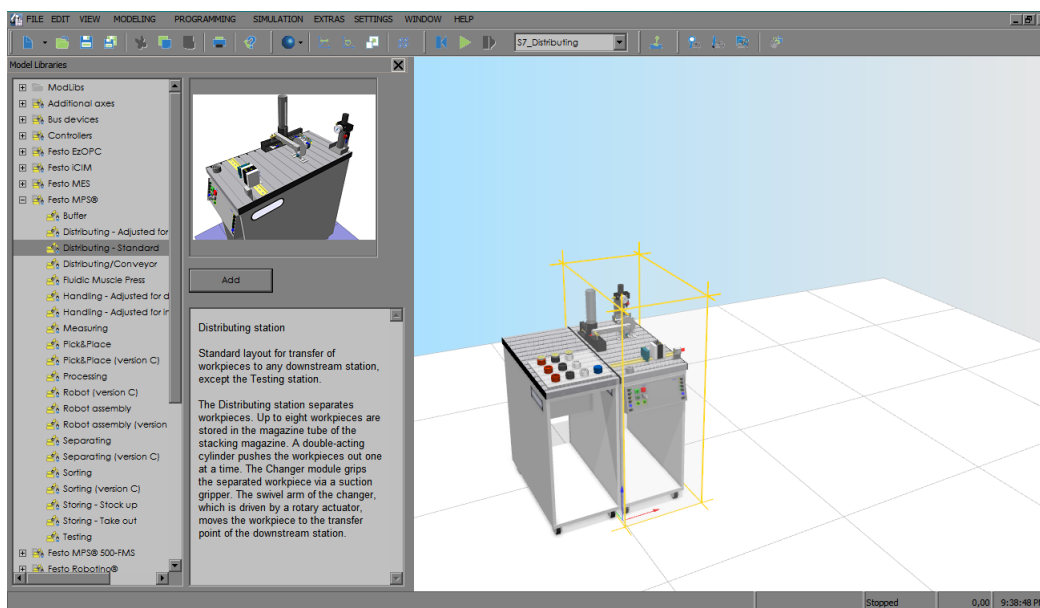 FILE EDIT VIEW MODELING PROGRAMMING SIMULATION EXTRAS SETTINGS WINDOW HELP
S7_Distributing
Model Libraries
ModLibs
Additional axes
Bus devices
Controllers
Festo EzOPC
Festo iCIM
Festo MES
Festo MPS®
Buffer
Distributing - Adjusted for
Distributing - Standard
Distributing/Conveyor
Fluidic Muscle Press
Handling - Adjusted for d
Handling - Adjusted for ir
Measuring
Pick&Place
Pick&Place (version C)
Processing
Robot (version C)
Robot assembly
Robot assembly (version
Separating
Separating (version C)
Sorting
Sorting (version C)
Storing - Stock up
Storing - Take out
Testing
Festo MPS® 500-FMS
Festo Robotino®
Add
Distributing station
Standard layout for transfer of
workpieces to any downstream station,
except the Testing station.
The Distributing station separates
workpieces. Up to eight workpieces are
stored in the magazine tube of the
stacking magazine. A double-acting
cylinder pushes the workpieces out one
at a time. The Changer module grips
the separated workpiece via a suction
gripper. The swivel arm of the changer,
which is driven by a rotary actuator,
moves the workpiece to the transfer
point of the downstream station.
Stopped 0,00 9:38:48 PM